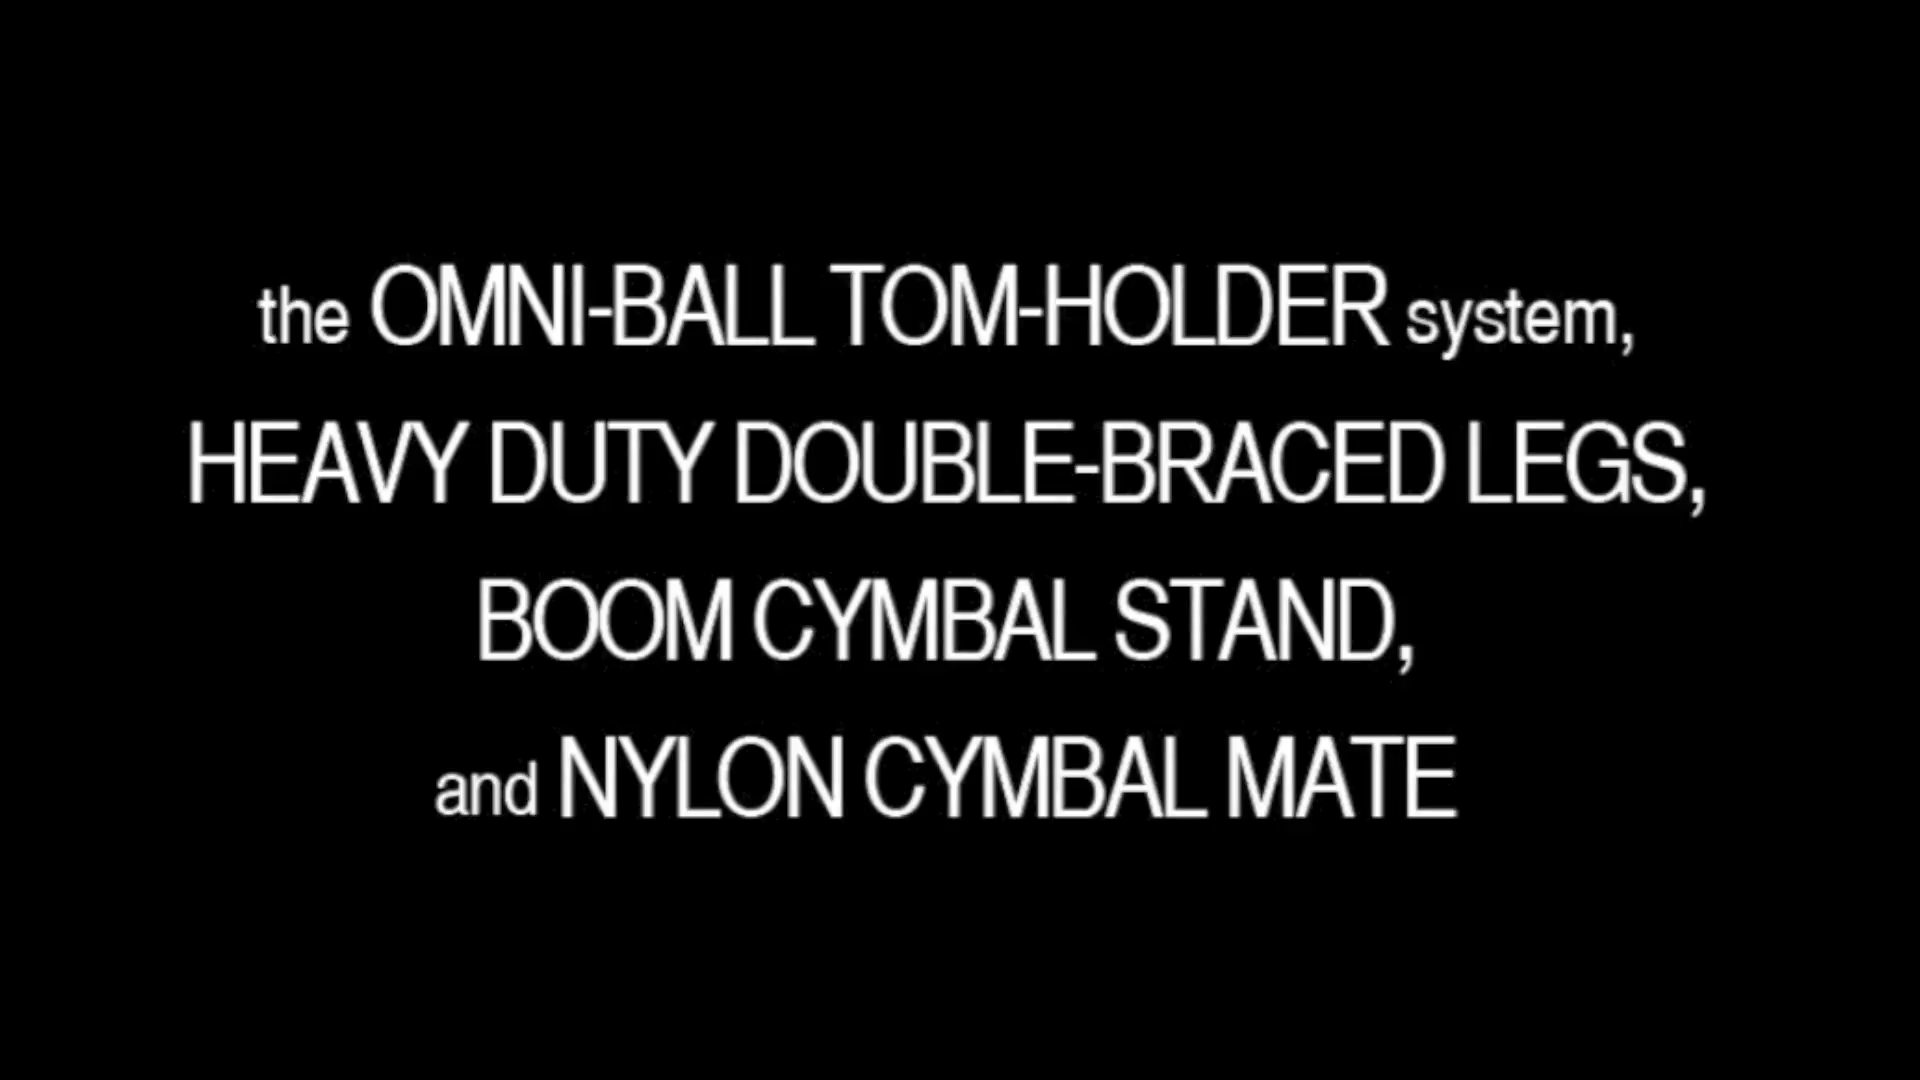 the OMNI-BALL TOM-HOLDER system,
HEAVY DUTY DOUBLE-BRACED LEGS,
BOOM CYMBAL STAND,
and NYLON CYMBAL MATE